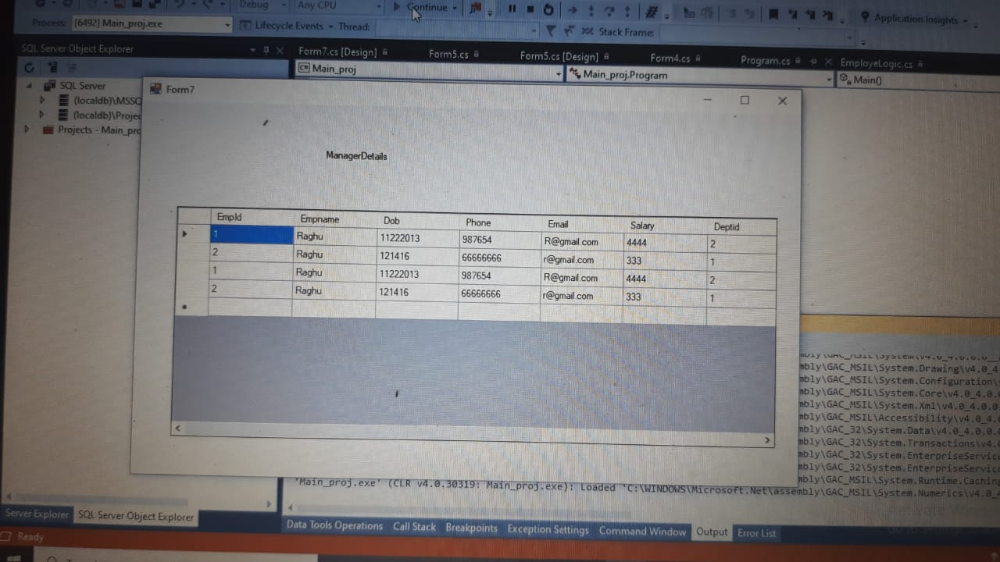 Debug Any CPU Continue
Process: [6492] Main_proj.exe Lifecycle Events Thread: Stack Frame: Application Insights
SQL Server Object Explorer
Form7.cs [Design] Form5.cs Form5.cs [Design] Form4.cs Program.cs EmployeLogic.cs
Main_proj Main_proj.Program Main()
SQL Server
(localdb)\MSSQ
(localdb)\Projec
Projects - Main_pro
Form7
ManagerDetails
EmpId Empname Dob Phone Email Salary Deptid
1 Raghu 11222013 987654 R@gmail.com 4444 2
2 Raghu 121416 66666666 r@gmail.com 333 1
1 Raghu 11222013 987654 R@gmail.com 4444 2
2 Raghu 121416 66666666 r@gmail.com 333 1
mbly\GAC_MSIL\System.Drawing\v4.0_4
mbly\GAC_MSIL\System.Configuration\
mbly\GAC_MSIL\System.Core\v4.0_4.0.
mbly\GAC_MSIL\System.Xml\v4.0_4.0.0
mbly\GAC_MSIL\Accessibility\v4.0_4.
mbly\GAC_32\System.Data\v4.0_4.0.0.
mbly\GAC_32\System.Transactions\v4.
mbly\GAC_32\System.EnterpriseServic
mbly\GAC_32\System.EnterpriseServic
mbly\GAC_MSIL\System.Runtime.Caching
'Main_proj.exe' (CLR v4.0.30319: Main_proj.exe): Loaded 'C:\WINDOWS\Microsoft.Net\assembly\GAC_MSIL\System.Numerics\v4.0_4
Server Explorer SQL Server Object Explorer
Data Tools Operations Call Stack Breakpoints Exception Settings Command Window Output Error List
Ready